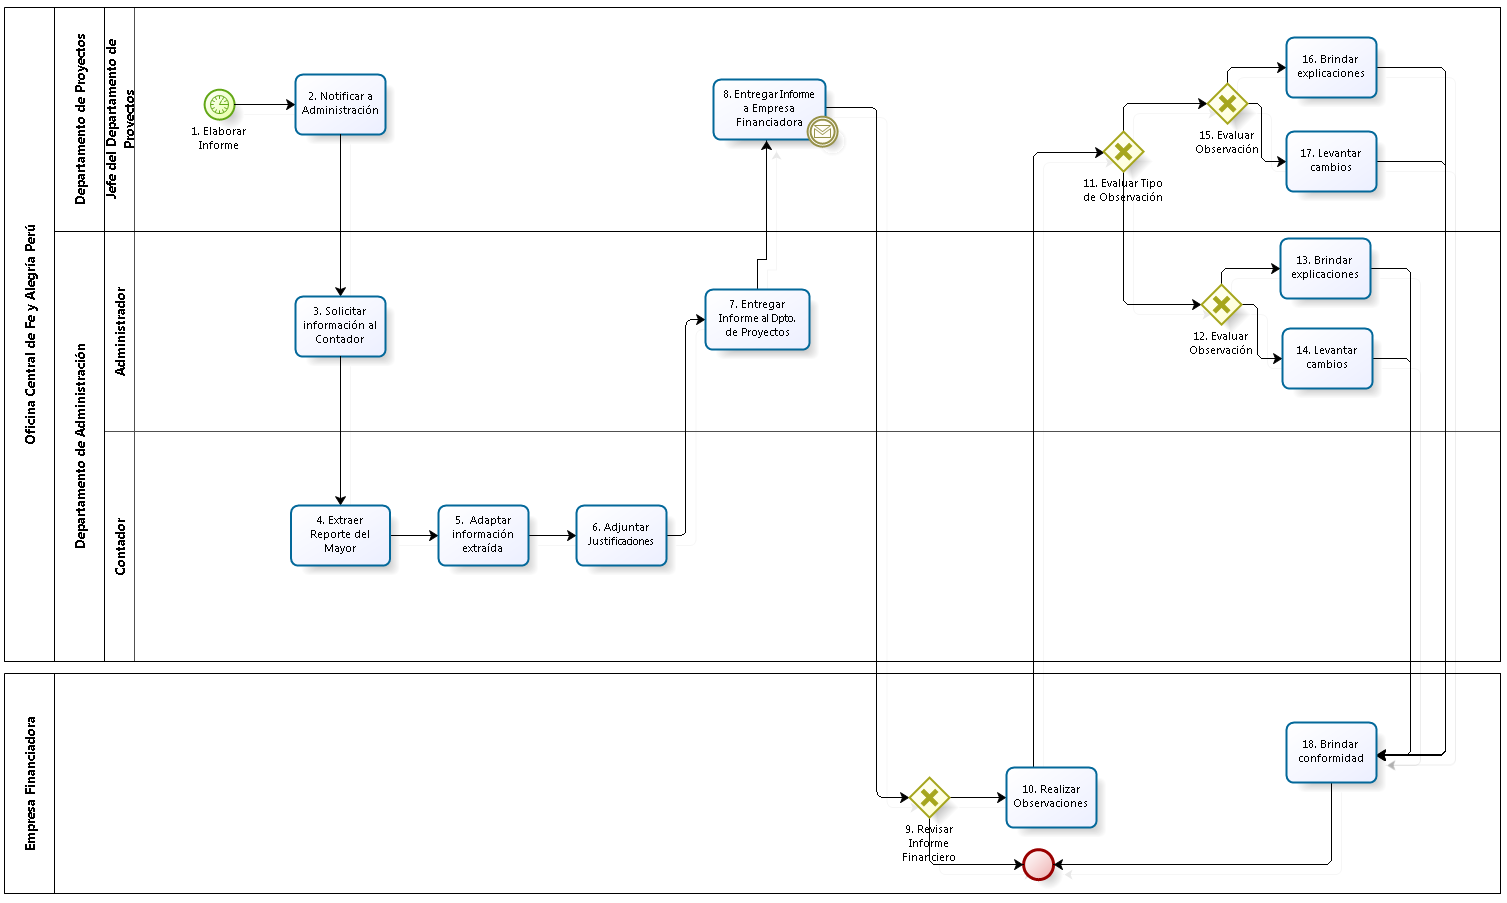 Oficina Central de Fe y Alegría Perú
Departamento de Proyectos
Jefe del Departamento de
Proyectos
1. Elaborar
Informe
2. Notificar a
Administración
8. Entregar Informe
a Empresa
Financiadora
11. Evaluar Tipo
de Observación
15. Evaluar
Observación
16. Brindar
explicaciones
17. Levantar
cambios
Departamento de Administración
Administrador
3. Solicitar
información al
Contador
7. Entregar
Informe al Dpto.
de Proyectos
12. Evaluar
Observación
13. Brindar
explicaciones
14. Levantar
cambios
Contador
4. Extraer
Reporte del
Mayor
5. Adaptar
información
extraída
6. Adjuntar
Justificaciones
Empresa Financiadora
9. Revisar
Informe
Financiero
10. Realizar
Observaciones
18. Brindar
conformidad